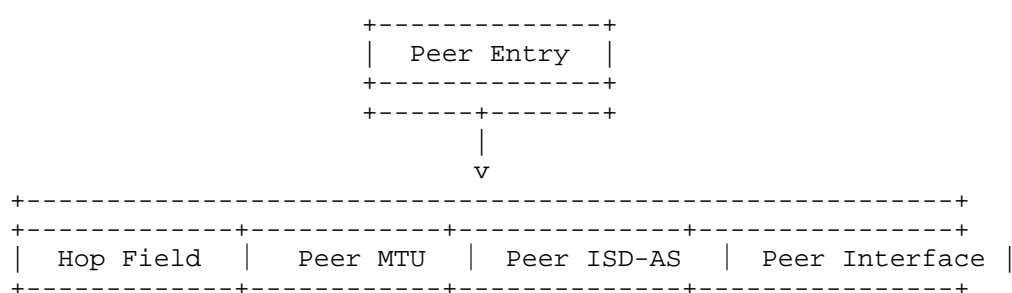 +--------------+
|  Peer Entry  |
+--------------+
+------+-------+
|
v
+----------------------------------------------------------+
+-------------+------------+--------------+----------------+
|  Hop Field  |  Peer MTU  |  Peer ISD-AS  |  Peer Interface |
+-------------+------------+--------------+----------------+